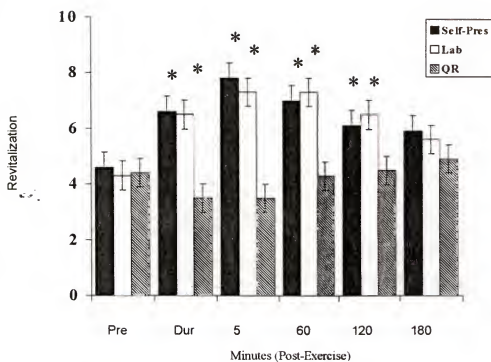 10
8
6
4
2
0
Revitalization
Self-Pres
Lab
QR
* * * * * * * *
Pre Dur 5 60 120 180
Minutes (Post-Exercise)